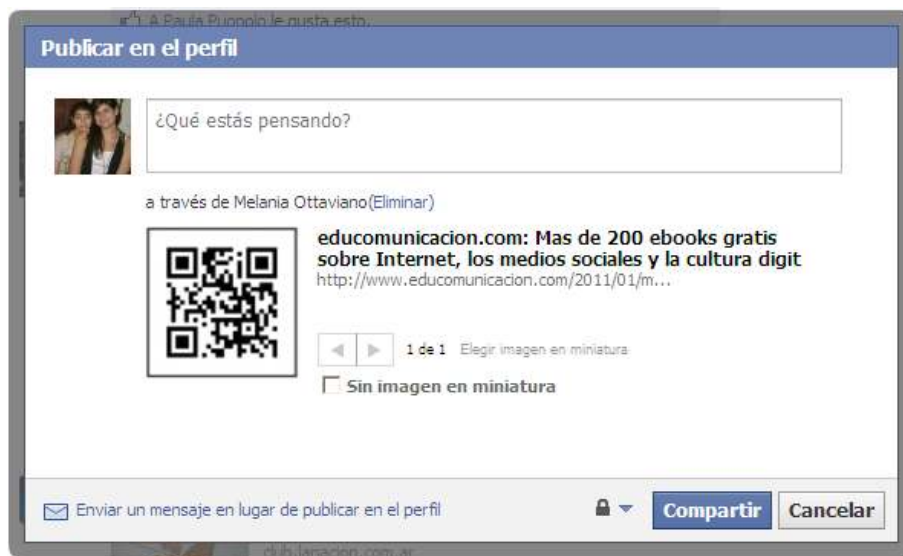 A Paula Puopolo le gusta esto.
Publicar en el perfil
¿Qué estás pensando?
a través de Melania Ottaviano(Eliminar)
educomunicacion.com: Mas de 200 ebooks gratis
sobre Internet, los medios sociales y la cultura digit
http://www.educomunicacion.com/2011/01/m...
1 de 1 Elegir imagen en miniatura
Sin imagen en miniatura
Enviar un mensaje en lugar de publicar en el perfil
Compartir
Cancelar
club.lanacion.com.ar